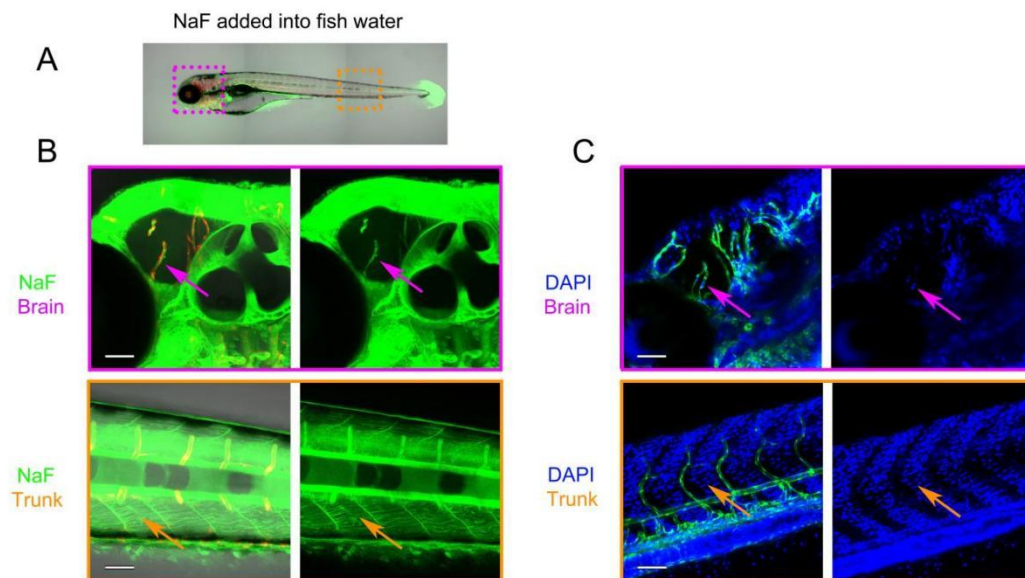 NaF added into fish water
A
B
C
NaF
Brain
DAPI
Brain
NaF
Trunk
DAPI
Trunk